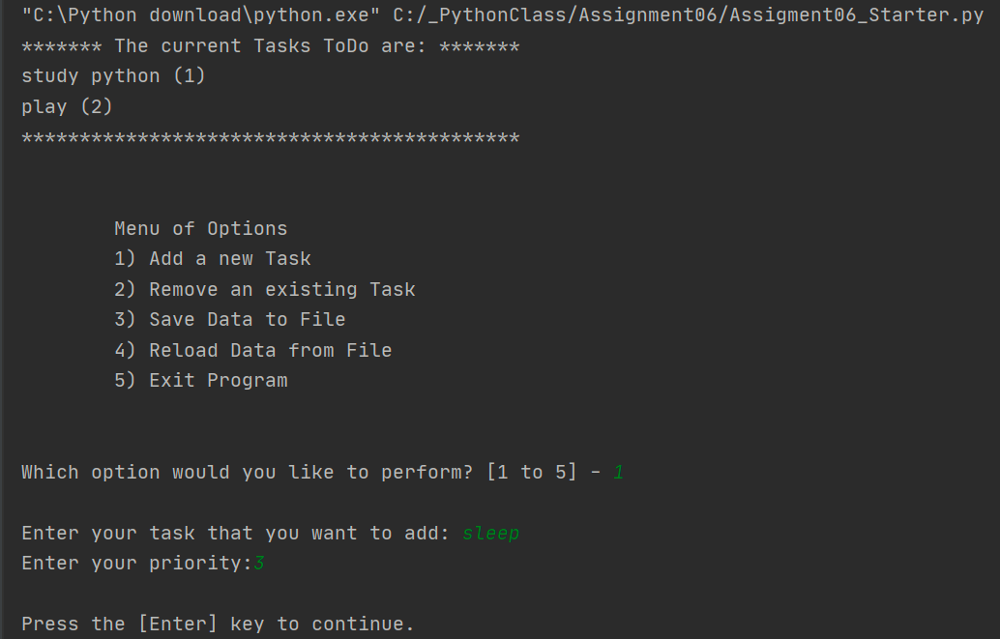 "C:\Python download\python.exe" C:/_PythonClass/Assignment06/Assigment06_Starter.py
******* The current Tasks ToDo are: *******
study python (1)
play (2)
*******************************************
Menu of Options
1) Add a new Task
2) Remove an existing Task
3) Save Data to File
4) Reload Data from File
5) Exit Program
Which option would you like to perform? [1 to 5] - 1
Enter your task that you want to add: sleep
Enter your priority:3
Press the [Enter] key to continue.